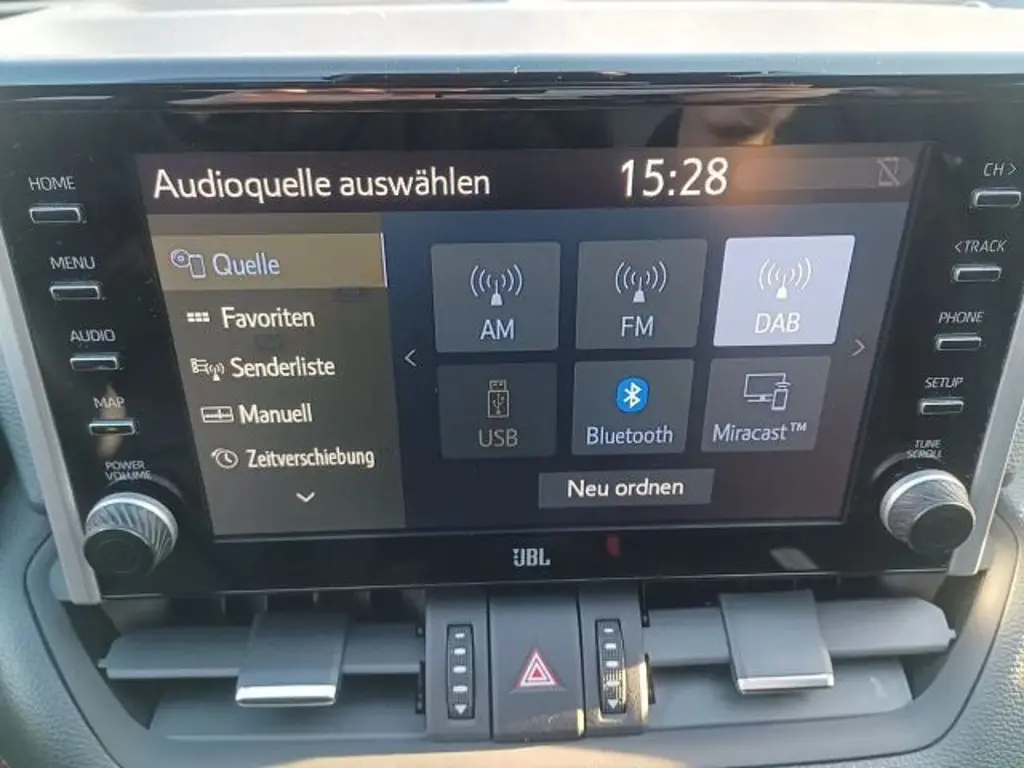 Audioquelle auswählen 15:28
HOME
MENU
AUDIO
MAP
POWER
VOLUME
Quelle
Favoriten
Senderliste
Manuell
Zeitverschiebung
AM
FM
DAB
USB
Bluetooth
Miracast™
Neu ordnen
CH >
<TRACK
PHONE
SETUP
TUNE
SCROLL
JBL